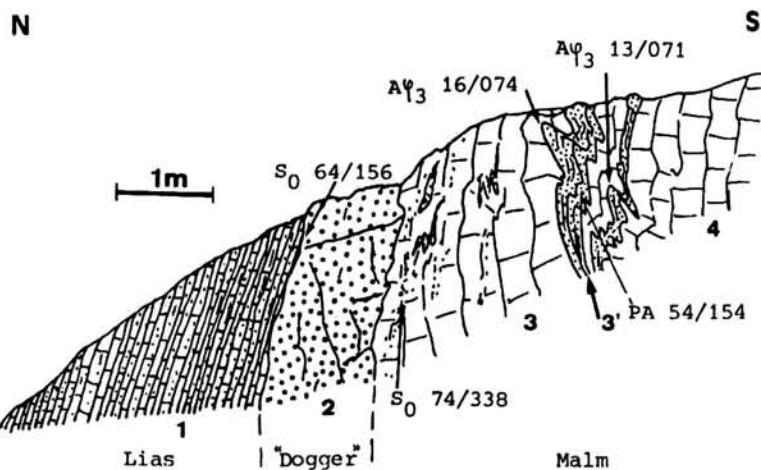 N
S
Aφ3 13/071
Aφ3 16/074
1m
S0 64/156
4
3
3'
PA 54/154
S0 74/338
2
1
Lias
"Dogger"
Malm